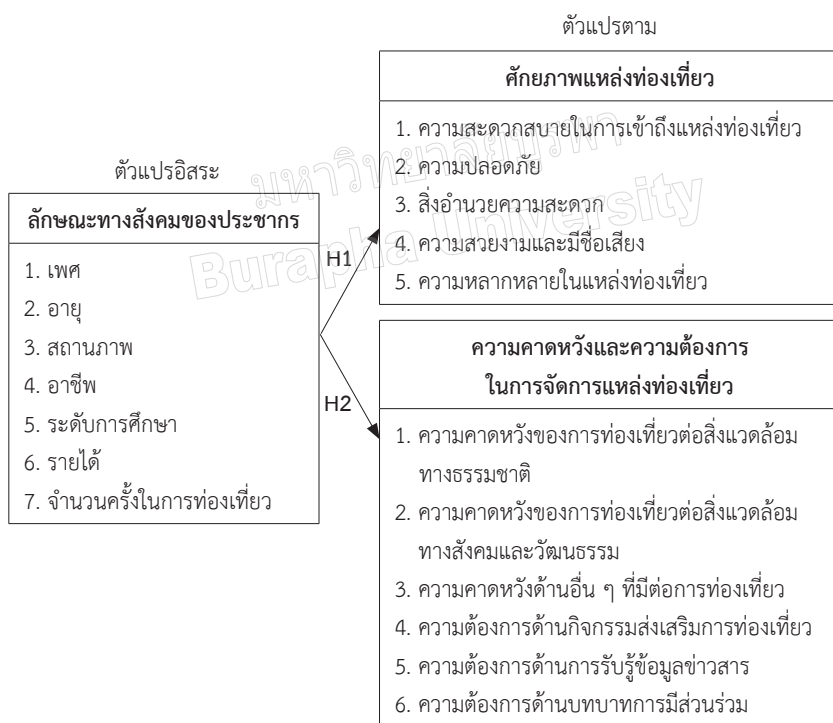 ตัวแปรอิสระ
ลักษณะทางสังคมของประชากร
1. เพศ
2. อายุ
3. สถานภาพ
4. อาชีพ
5. ระดับการศึกษา
6. รายได้
7. จำนวนครั้งในการท่องเที่ยว
H1
H2
ตัวแปรตาม
ศักยภาพแหล่งท่องเที่ยว
1. ความสะดวกสบายในการเข้าถึงแหล่งท่องเที่ยว
2. ความปลอดภัย
3. สิ่งอำนวยความสะดวก
4. ความสวยงามและมีชื่อเสียง
5. ความหลากหลายในแหล่งท่องเที่ยว
ความคาดหวังและความต้องการ
ในการจัดการแหล่งท่องเที่ยว
1. ความคาดหวังของการท่องเที่ยวต่อสิ่งแวดล้อม
ทางธรรมชาติ
2. ความคาดหวังของการท่องเที่ยวต่อสิ่งแวดล้อม
ทางสังคมและวัฒนธรรม
3. ความคาดหวังด้านอื่น ๆ ที่มีต่อการท่องเที่ยว
4. ความต้องการด้านกิจกรรมส่งเสริมการท่องเที่ยว
5. ความต้องการด้านการรับรู้ข้อมูลข่าวสาร
6. ความต้องการด้านบทบาทการมีส่วนร่วม
มหาวิทยาลัยบูรพา
Burapha University